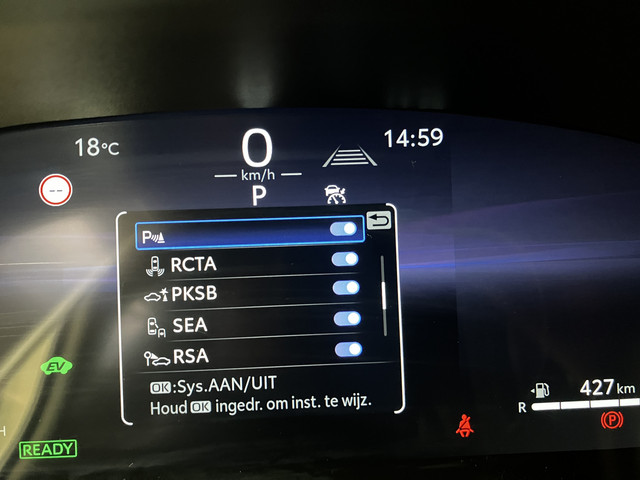 18°C
0
14:59
km/h
--
P
P
RCTA
PKSB
SEA
RSA
OK:Sys.AAN/UIT
Houd OK ingedr. om inst. te wijz.
EV
427 km
R
P
H
READY